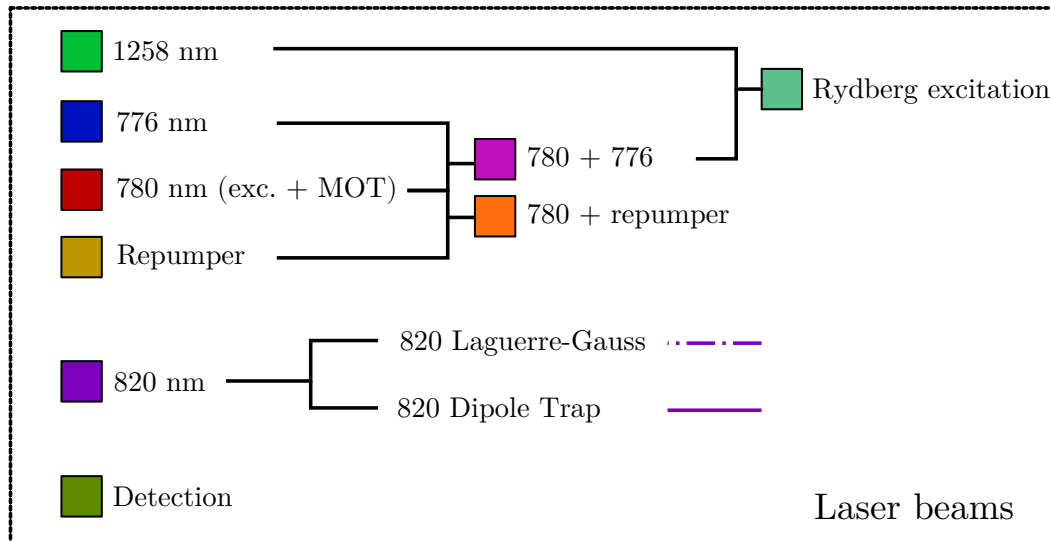 1258 nm
Rydberg excitation
776 nm
780 + 776
780 nm (exc. + MOT)
780 + repumper
Repumper
820 Laguerre-Gauss
820 nm
820 Dipole Trap
Detection
Laser beams